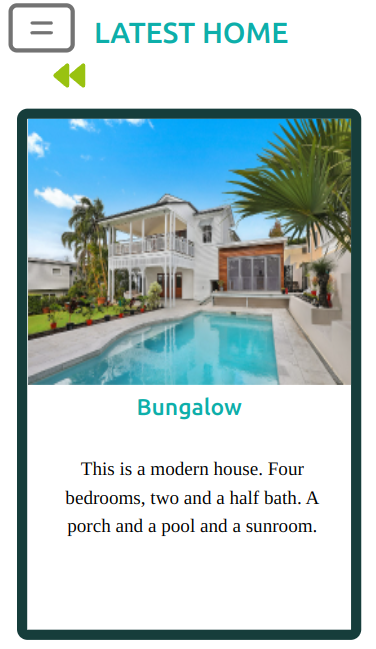 LATEST HOME
Bungalow
This is a modern house. Four
bedrooms, two and a half bath. A
porch and a pool and a sunroom.